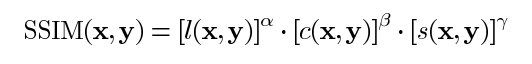 SSIM(x, y) = [l(x, y)]^α · [c(x, y)]^β · [s(x, y)]^γ